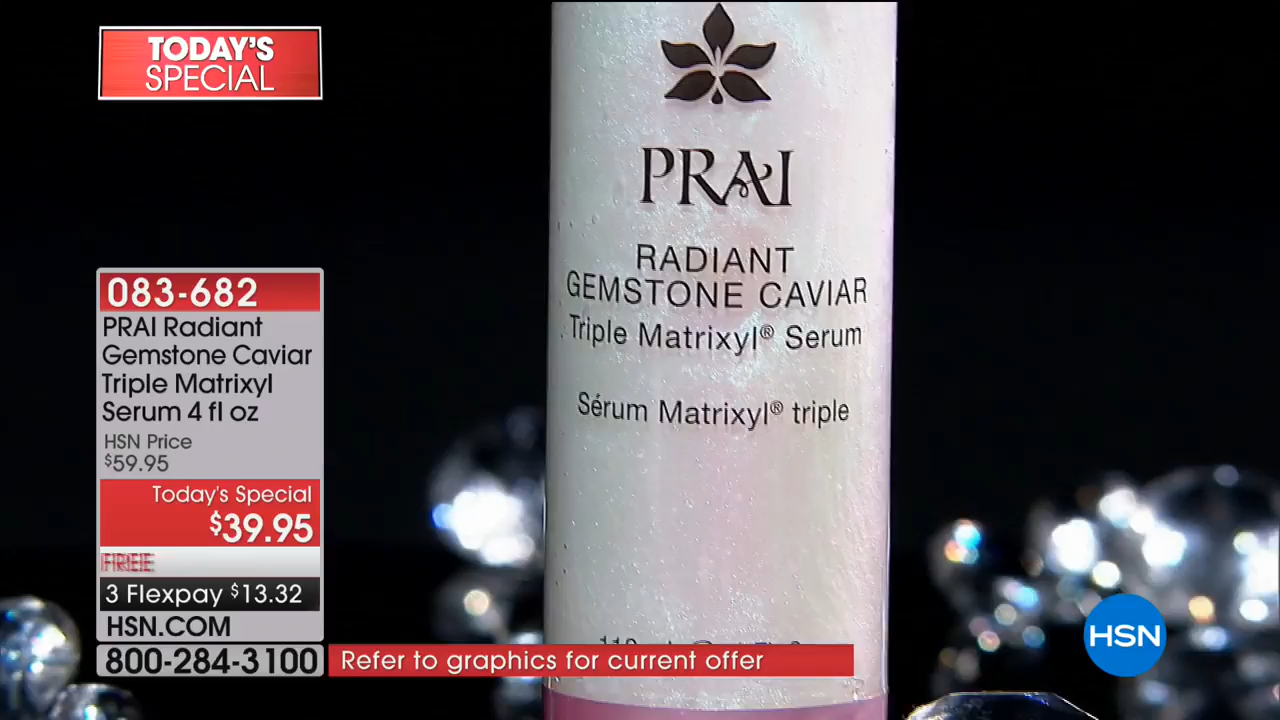 TODAY'S
SPECIAL
PRAI
RADIANT
GEMSTONE CAVIAR
Triple Matrixyl® Serum
Sérum Matrixyl® triple
083-682
PRAI Radiant
Gemstone Caviar
Triple Matrixyl
Serum 4 fl oz
HSN Price
$59.95
Today's Special
$39.95
FREE
3 Flexpay $13.32
HSN.COM
800-284-3100
Refer to graphics for current offer
HSN